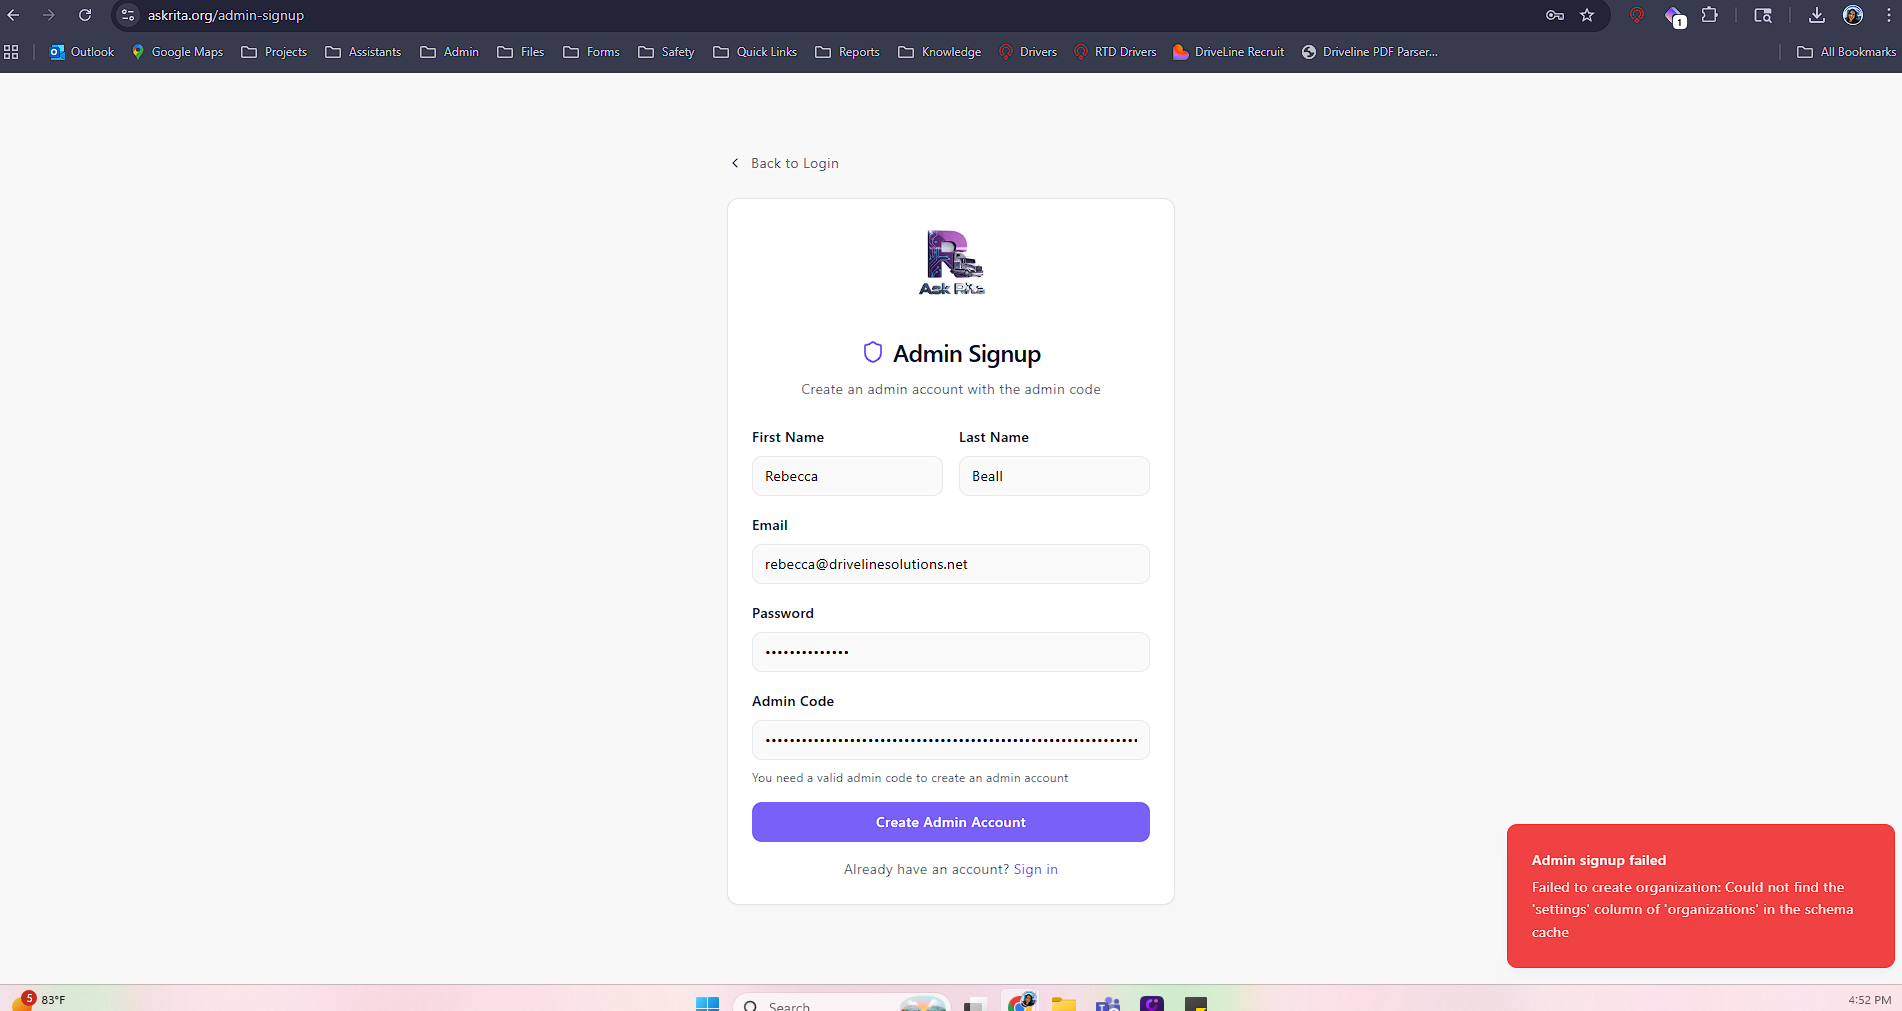 askrita.org/admin-signup
1
Outlook
Google Maps
Projects
Assistants
Admin
Files
Forms
Safety
Quick Links
Reports
Knowledge
Drivers
RTD Drivers
DriveLine Recruit
Driveline PDF Parser...
All Bookmarks
Back to Login
R
Ask Rita
Admin Signup
Create an admin account with the admin code
First Name
Last Name
Rebecca
Beall
Email
rebecca@drivelinesolutions.net
Password
••••••••••••••
Admin Code
You need a valid admin code to create an admin account
Create Admin Account
Already have an account? Sign in
Admin signup failed
Failed to create organization: Could not find the
'settings' column of 'organizations' in the schema
cache
5
83°F
Search
4:52 PM